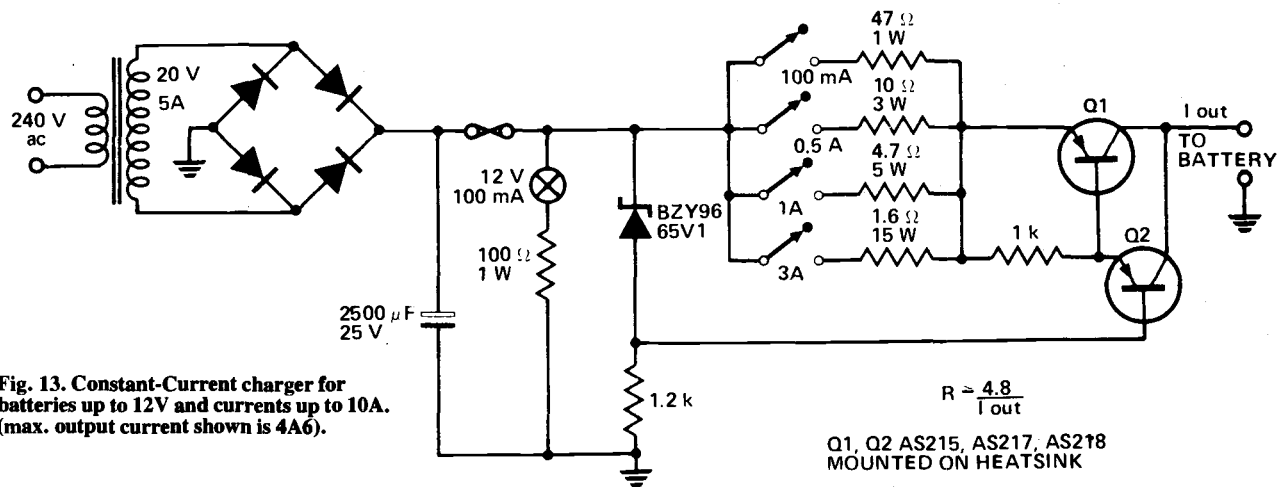 240 V
ac
20 V
5A
2500 μF
25 V
12 V
100 mA
100 Ω
1 W
BZY96
65V1
1.2 k
47 Ω
1 W
100 mA
10 Ω
3 W
0.5 A
4.7 Ω
5 W
1A
1.6 Ω
15 W
3A
1 k
Q1
Q2
I out
TO
BATTERY
R = 4.8
I out
Q1, Q2 AS215, AS217, AS218
MOUNTED ON HEATSINK
Fig. 13. Constant-Current charger for
batteries up to 12V and currents up to 10A.
(max. output current shown is 4A6).